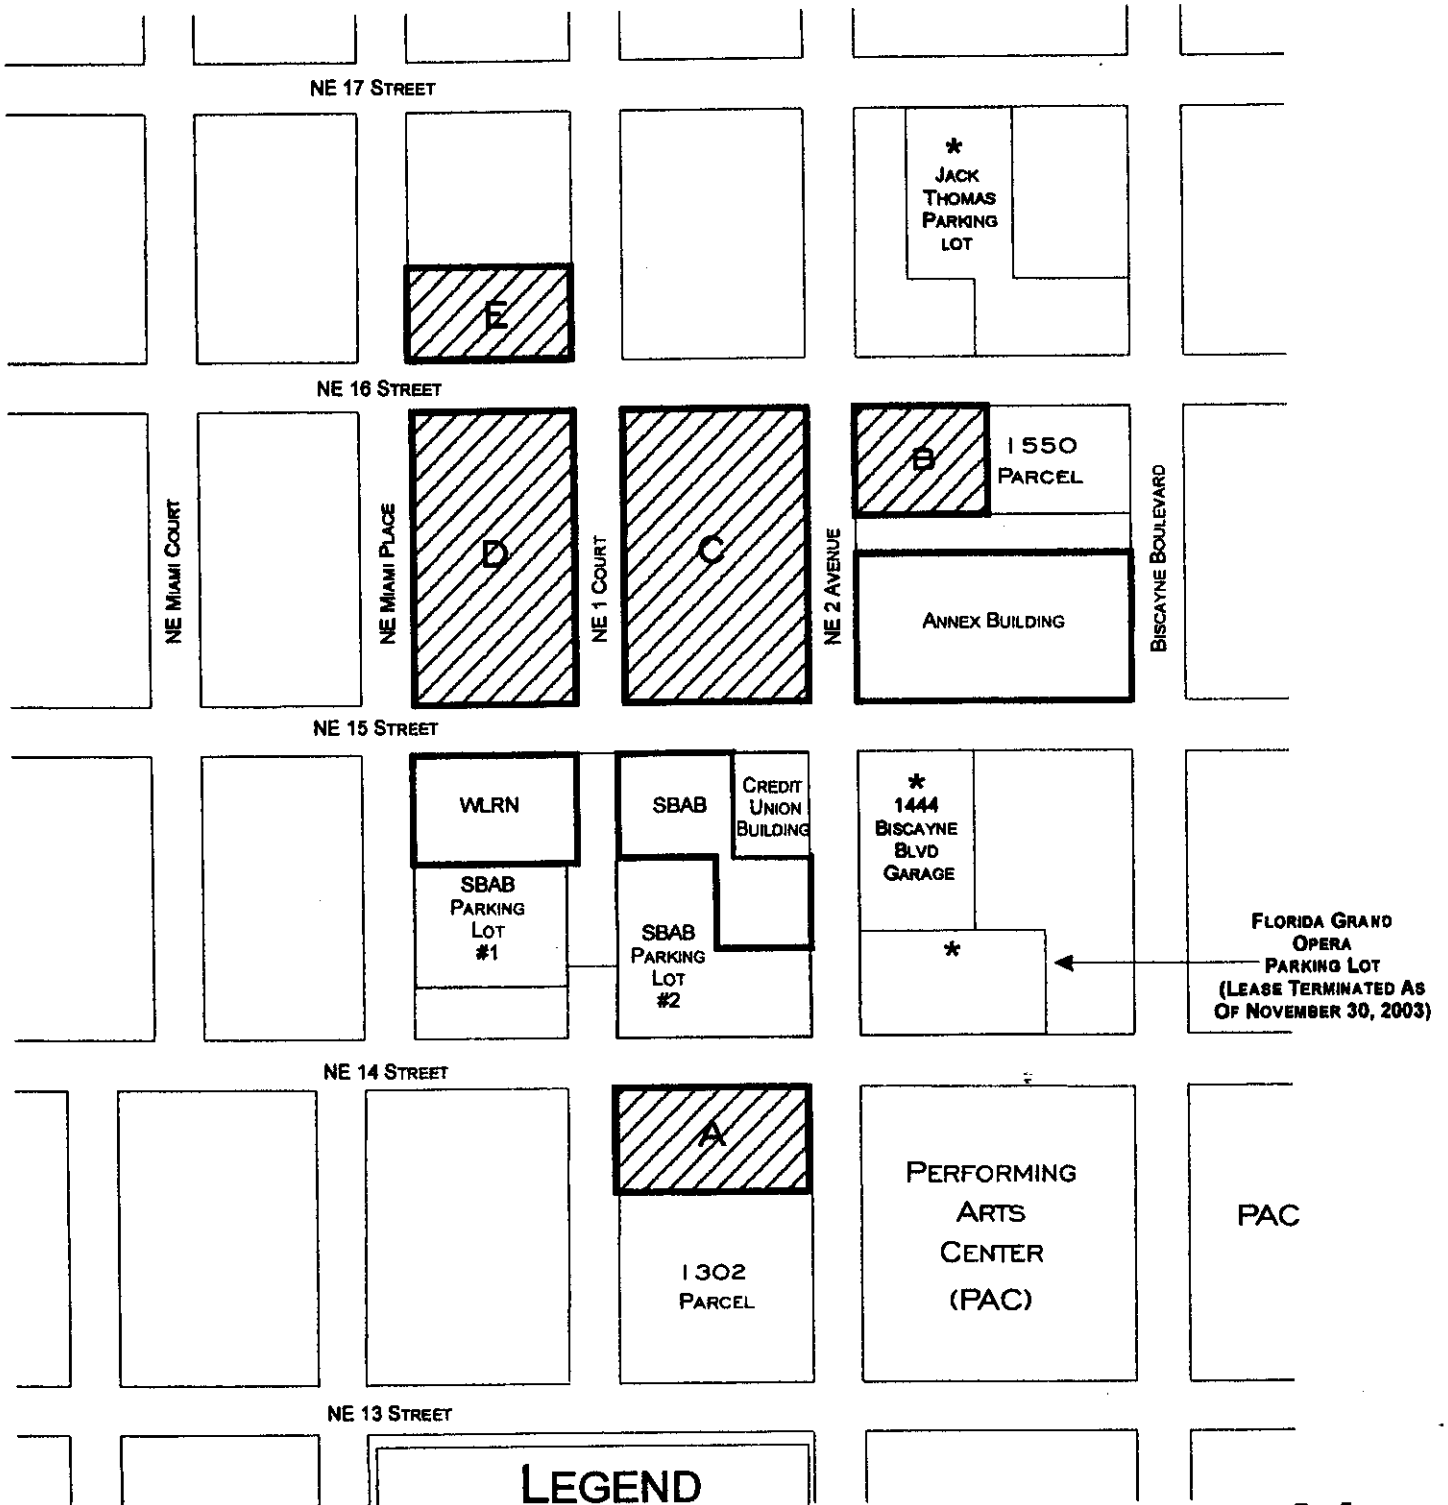 NE 17 STREET
*
JACK
THOMAS
PARKING
LOT
E
NE 16 STREET
NE MIAMI COURT
NE MIAMI PLACE
D
NE 1 COURT
C
NE 2 AVENUE
B
1550
PARCEL
ANNEX BUILDING
BISCAYNE BOULEVARD
NE 15 STREET
WLRN
SBAB
PARKING
LOT
#1
SBAB
CREDIT
UNION
BUILDING
SBAB
PARKING
LOT
#2
*
1444
BISCAYNE
BLVD
GARAGE
*
FLORIDA GRAND
OPERA
PARKING LOT
(LEASE TERMINATED AS
OF NOVEMBER 30, 2003)
NE 14 STREET
A
1302
PARCEL
PERFORMING
ARTS
CENTER
(PAC)
PAC
NE 13 STREET
LEGEND